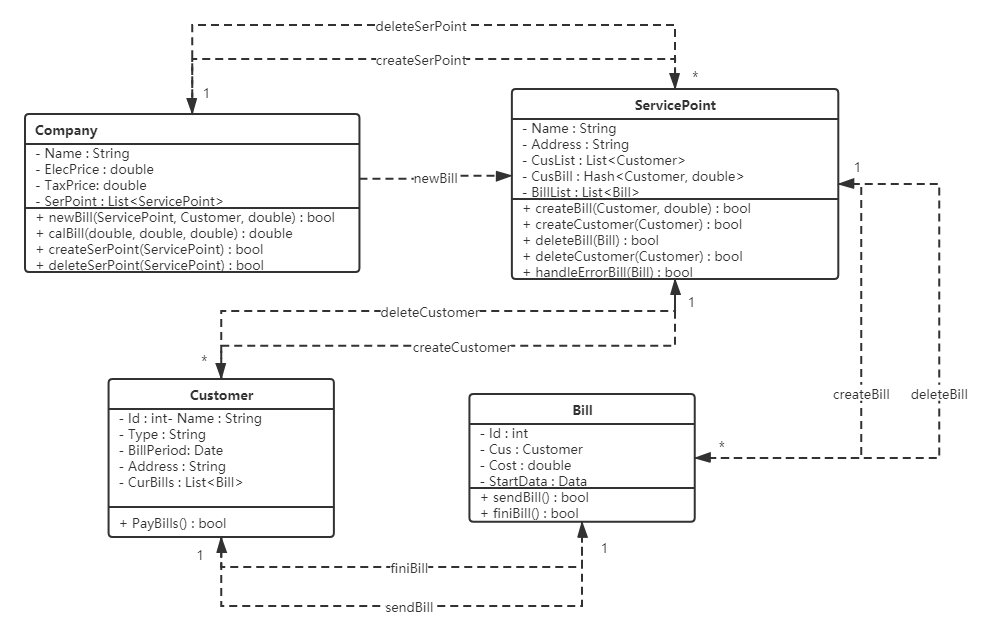 deleteSerPoint
createSerPoint
1
*
Company
- Name : String
- ElecPrice : double
- TaxPrice: double
- SerPoint : List<ServicePoint>
+ newBill(ServicePoint, Customer, double) : bool
+ calBill(double, double, double) : double
+ createSerPoint(ServicePoint) : bool
+ deleteSerPoint(ServicePoint) : bool
newBill
ServicePoint
- Name : String
- Address : String
- CusList : List<Customer>
- CusBill : Hash<Customer, double>
- BillList : List<Bill>
+ createBill(Customer, double) : bool
+ createCustomer(Customer) : bool
+ deleteBill(Bill) : bool
+ deleteCustomer(Customer) : bool
+ handleErrorBill(Bill) : bool
1
1
deleteCustomer
createCustomer
*
Customer
- Id : int- Name : String
- Type : String
- BillPeriod: Date
- Address : String
- CurBills : List<Bill>
+ PayBills() : bool
Bill
- Id : int
- Cus : Customer
- Cost : double
- StartData : Data
+ sendBill() : bool
+ finiBill() : bool
createBill
deleteBill
*
1
1
finiBill
sendBill